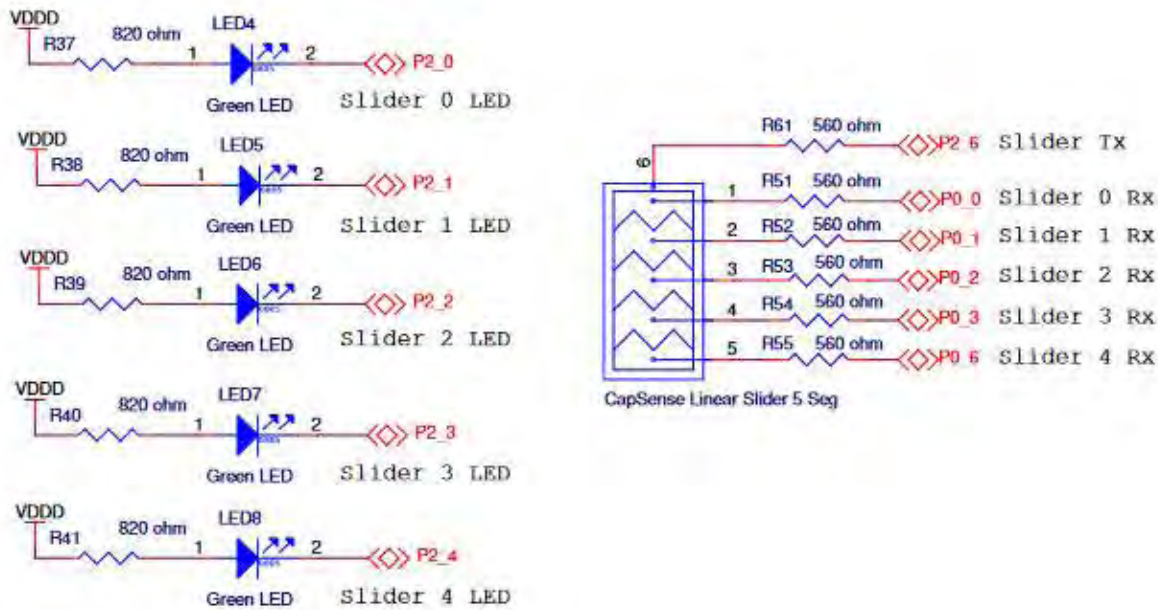 VDDD
R37 820 ohm 1 LED4 2 P2_0
Green LED Slider 0 LED
VDDD
R38 820 ohm 1 LED5 2 P2_1
Green LED Slider 1 LED
VDDD
R39 820 ohm 1 LED6 2 P2_2
Green LED Slider 2 LED
VDDD
R40 820 ohm 1 LED7 2 P2_3
Green LED Slider 3 LED
VDDD
R41 820 ohm 1 LED8 2 P2_4
Green LED Slider 4 LED
6 R61 560 ohm P2_6 Slider Tx
1 R51 560 ohm P0_0 Slider 0 Rx
2 R52 560 ohm P0_1 Slider 1 Rx
3 R53 560 ohm P0_2 Slider 2 Rx
4 R54 560 ohm P0_3 Slider 3 Rx
5 R55 560 ohm P0_6 Slider 4 Rx
CapSense Linear Slider 5 Seg